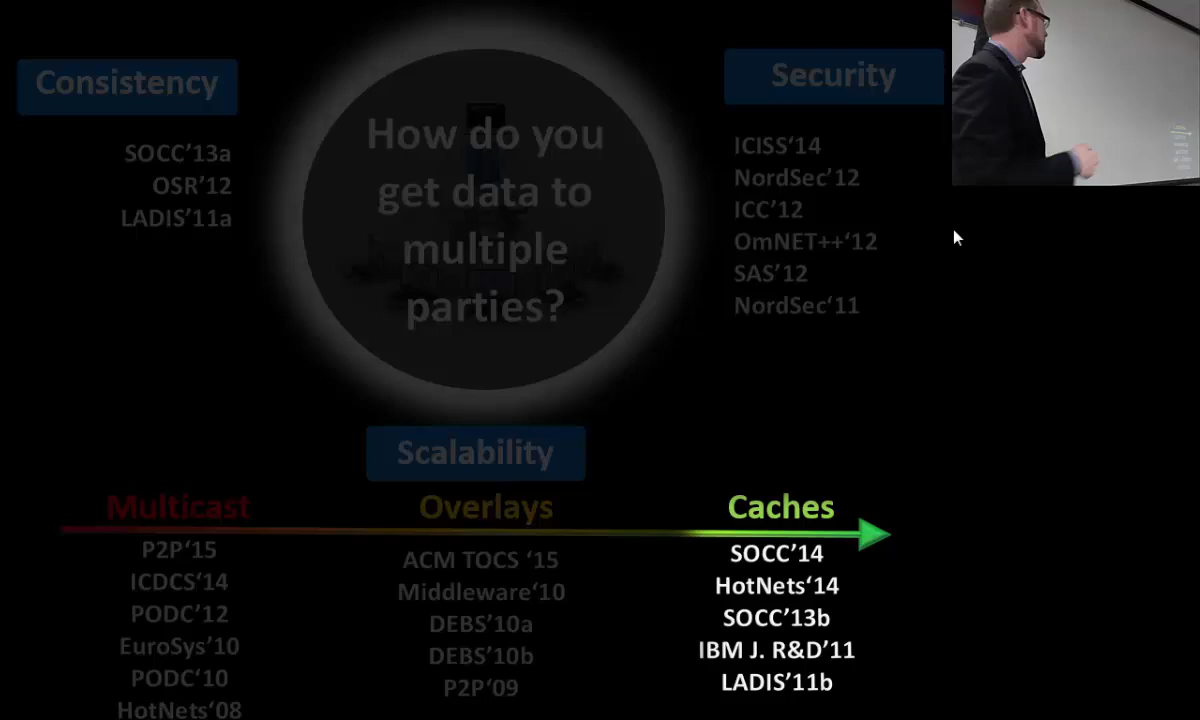 Consistency
SOCC‘13a
OSR’12
LADIS’11a
How do you
get data to
multiple
parties?
Security
ICISS‘14
NordSec’12
ICC‘12
OmNET++‘12
SAS’12
NordSec‘11
Scalability
Multicast
P2P‘15
ICDCS‘14
PODC’12
EuroSys’10
PODC‘10
HotNets‘08
Overlays
ACM TOCS ‘15
Middleware‘10
DEBS’10a
DEBS’10b
P2P‘09
Caches
SOCC’14
HotNets‘14
SOCC’13b
IBM J. R&D’11
LADIS’11b